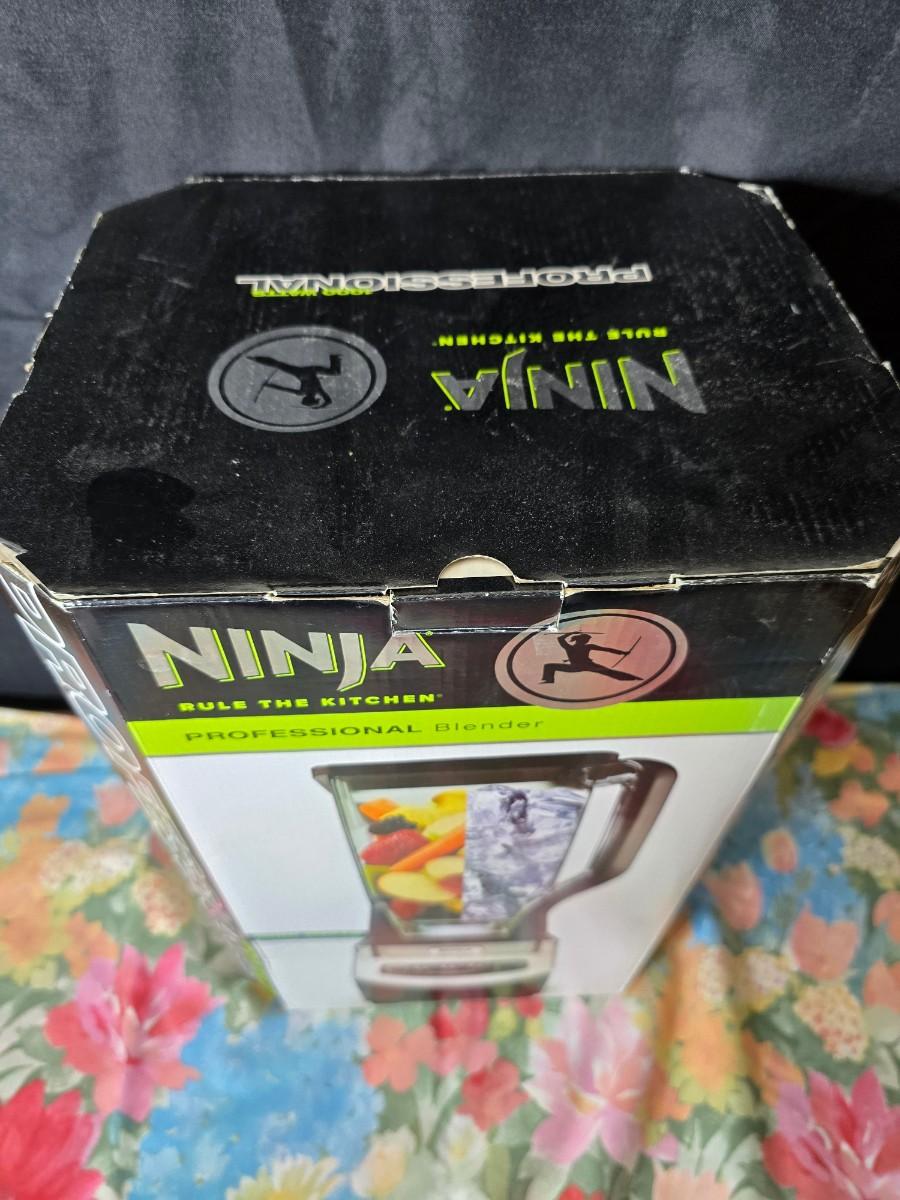 PROFESSIONAL
1000 WATTS
RULE THE KITCHEN®
NINJA®
NINJA®
RULE THE KITCHEN®
PROFESSIONAL Blender